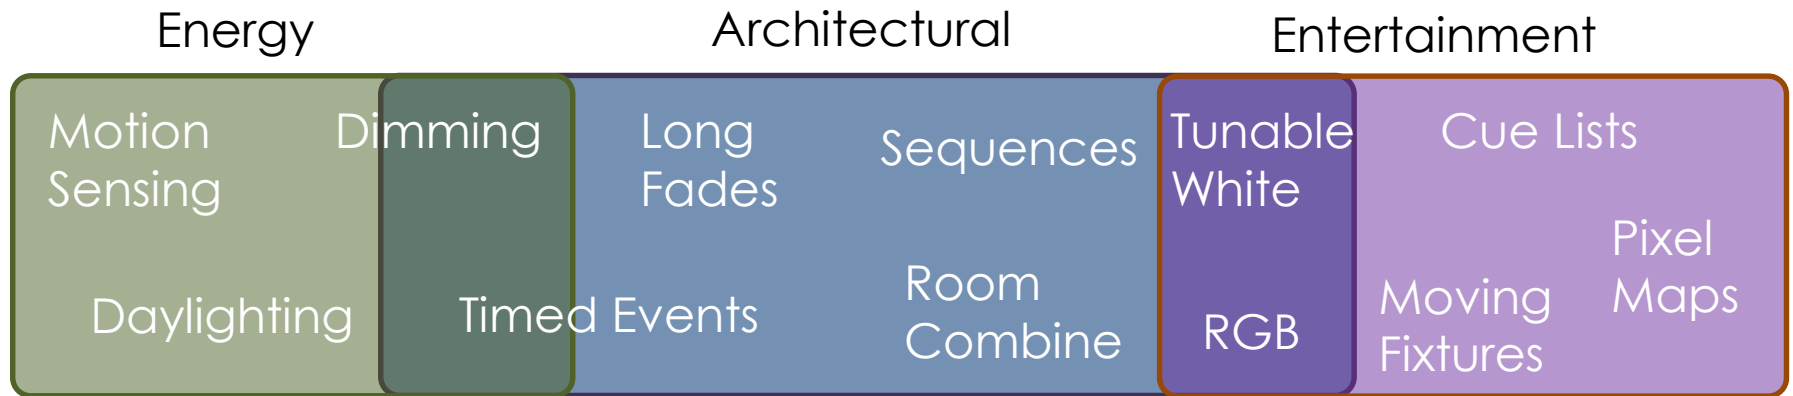 Energy
Architectural
Entertainment
Motion
Sensing
Dimming
Long
Fades
Sequences
Tunable
White
Cue Lists
Daylighting
Timed Events
Room
Combine
RGB
Moving
Fixtures
Pixel
Maps